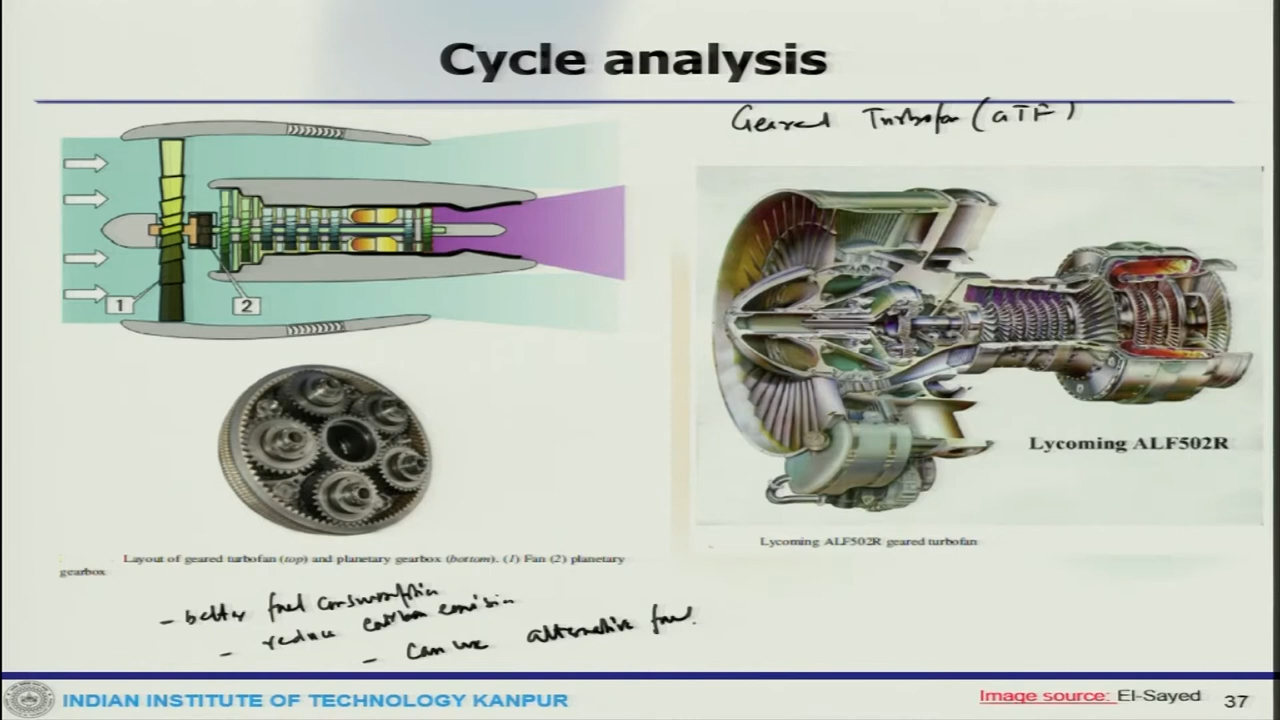 Cycle analysis
Geared Turbofan (GTF)
1
2
Lycoming ALF502R
Layout of geared turbofan (top) and planetary gearbox (bottom). (1) Fan (2) planetary
gearbox
Lycoming ALF502R geared turbofan
- better fuel consumption
- reduce carbon emission
- can use alternative fuel.
INDIAN INSTITUTE OF TECHNOLOGY KANPUR
Image source: El-Sayed
37